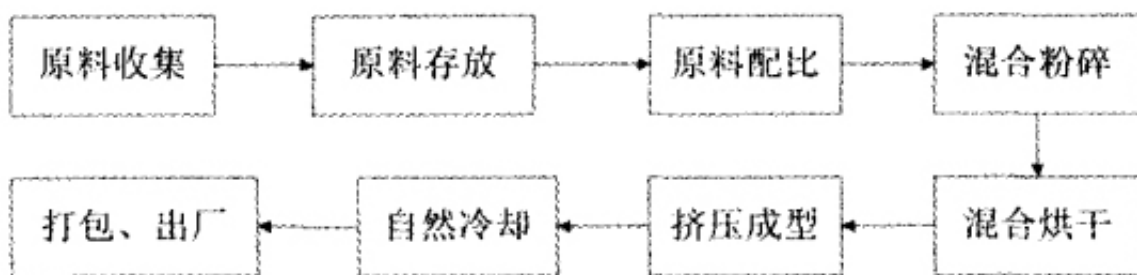 原料收集
原料存放
原料配比
混合粉碎
混合烘干
挤压成型
自然冷却
打包、出厂